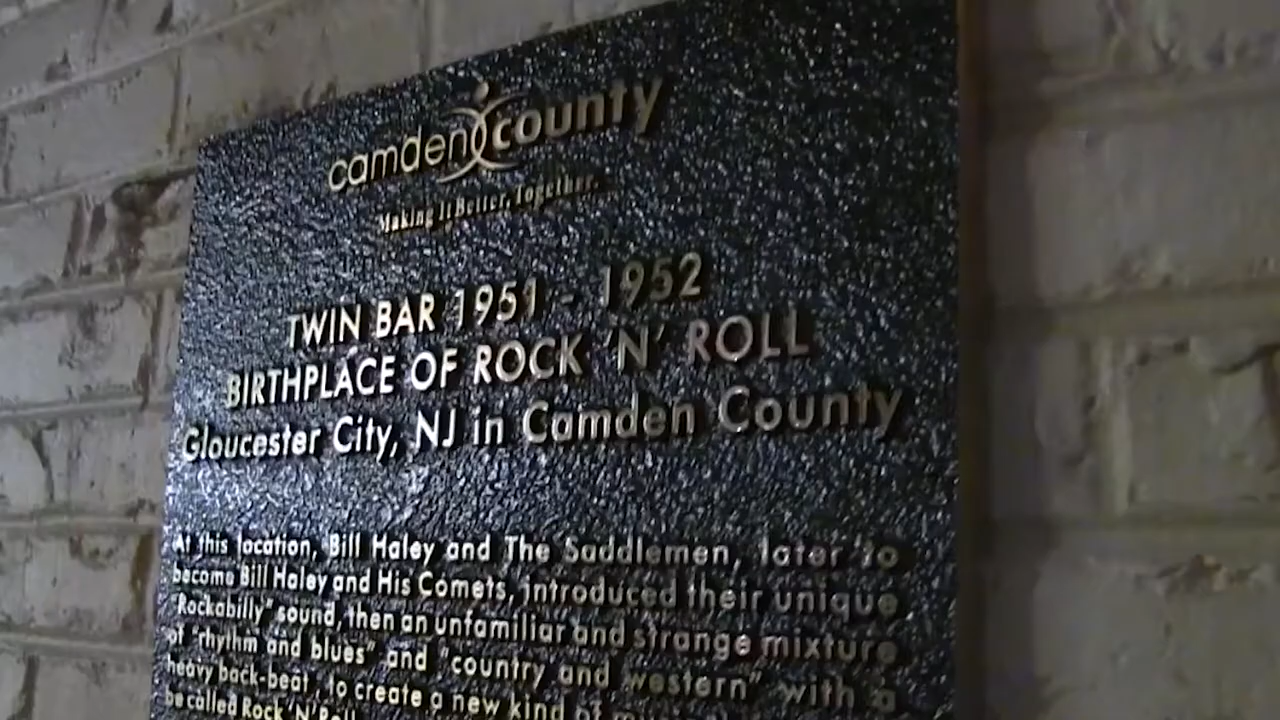 camden county
Making It Better, Together.
TWIN BAR 1951 - 1952
BIRTHPLACE OF ROCK 'N' ROLL
Gloucester City, NJ in Camden County
At this location, Bill Haley and The Saddlemen, later to
become Bill Haley and His Comets, introduced their unique
"Rockabilly" sound, then an unfamiliar and strange mixture
of "rhythm and blues" and "country and western" with a
heavy back-beat, to create a new kind of
be called Rock 'N' Roll